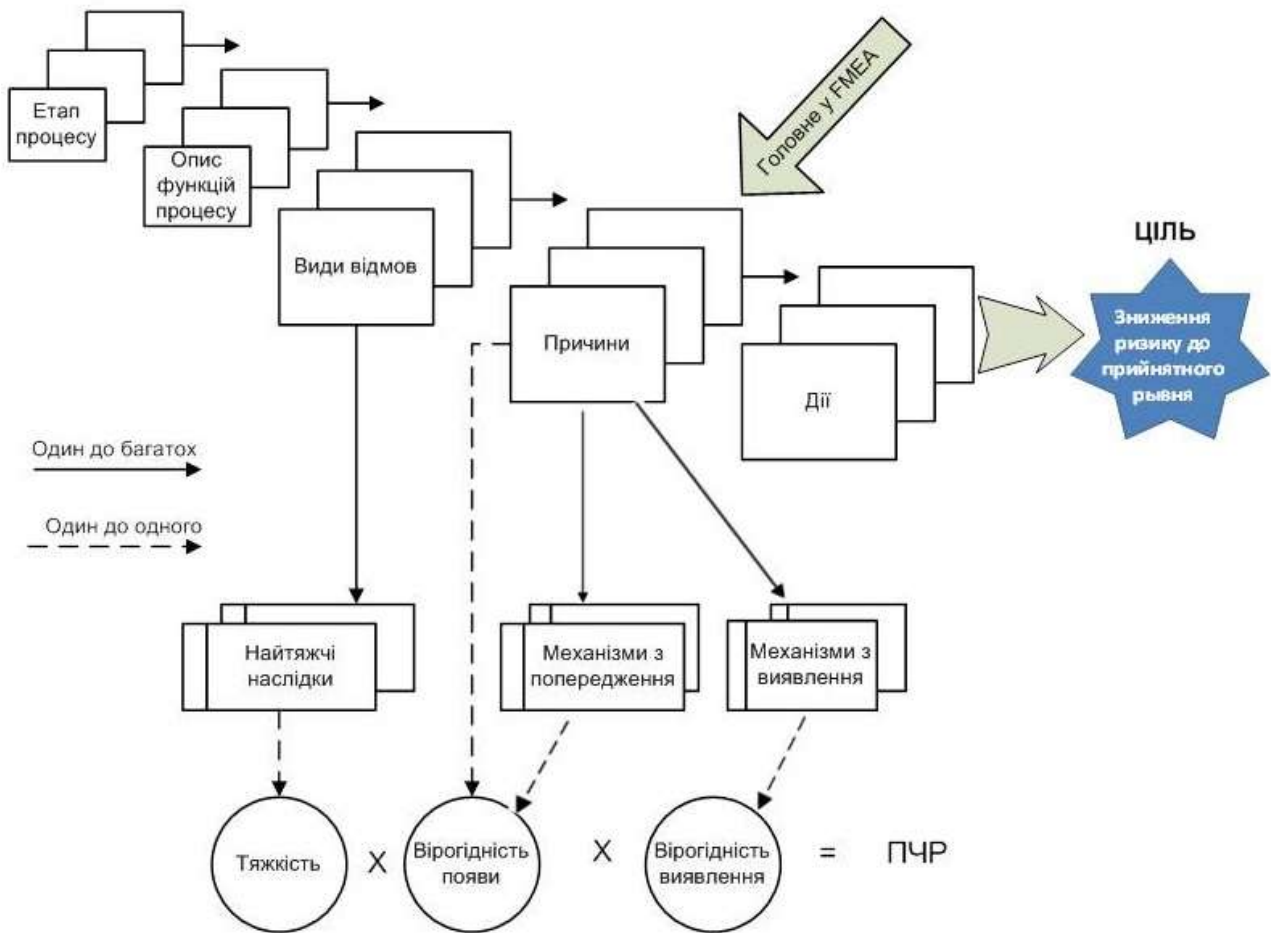 Етап
процесу
Опис
функцій
процесу
Види відмов
Головне у FMEA
Причини
Дії
ЦІЛЬ
Зниження
ризику до
прийнятного
рывня
Один до багатох
Один до одного
Найтяжчі
наслідки
Механізми з
попередження
Механізми з
виявлення
Тяжкість
X
Вірогідність
появи
X
Вірогідність
виявлення
=
ПЧР